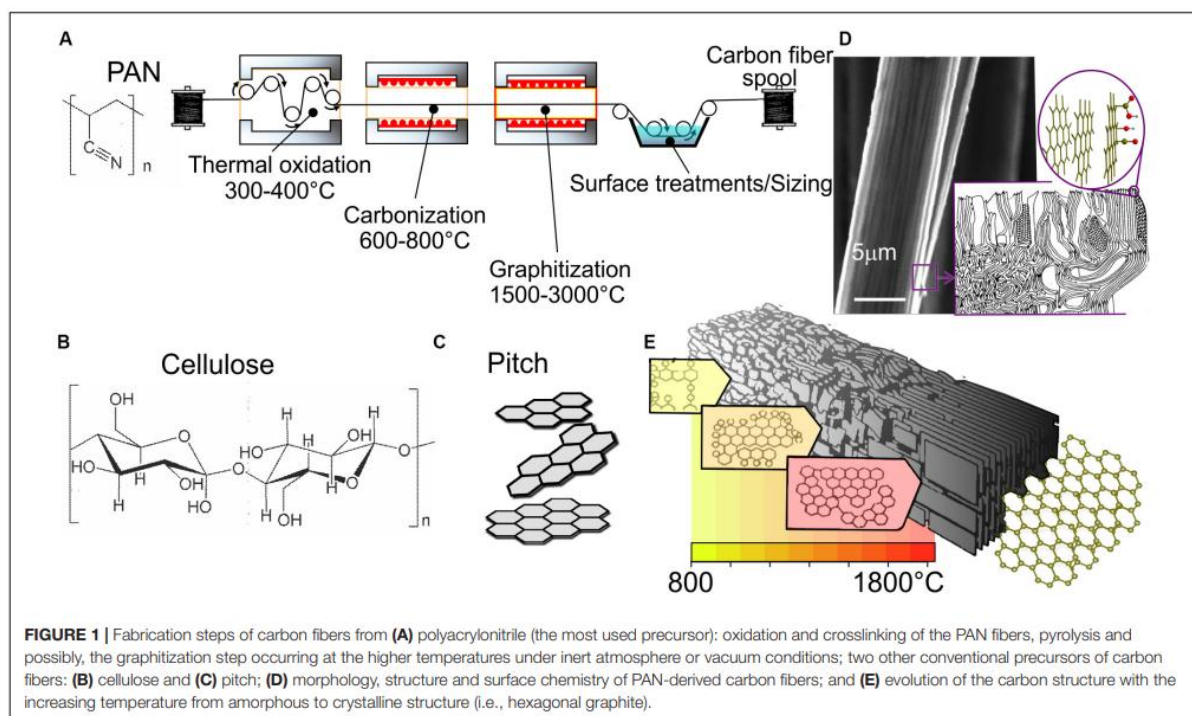 A
PAN
C
N
n
Thermal oxidation
300-400°C
Carbonization
600-800°C
Graphitization
1500-3000°C
Surface treatments/Sizing
Carbon fiber
spool
D
5μm
B
Cellulose
OH
H
H
HO
H
OH
O
OH
HO
H
O
HO
H
OH
H
O
H
OH
O
n
C
Pitch
E
800
1800°C
FIGURE 1 | Fabrication steps of carbon fibers from (A) polyacrylonitrile (the most used precursor): oxidation and crosslinking of the PAN fibers, pyrolysis and
possibly, the graphitization step occurring at the higher temperatures under inert atmosphere or vacuum conditions; two other conventional precursors of carbon
fibers: (B) cellulose and (C) pitch; (D) morphology, structure and surface chemistry of PAN-derived carbon fibers; and (E) evolution of the carbon structure with the
increasing temperature from amorphous to crystalline structure (i.e., hexagonal graphite).